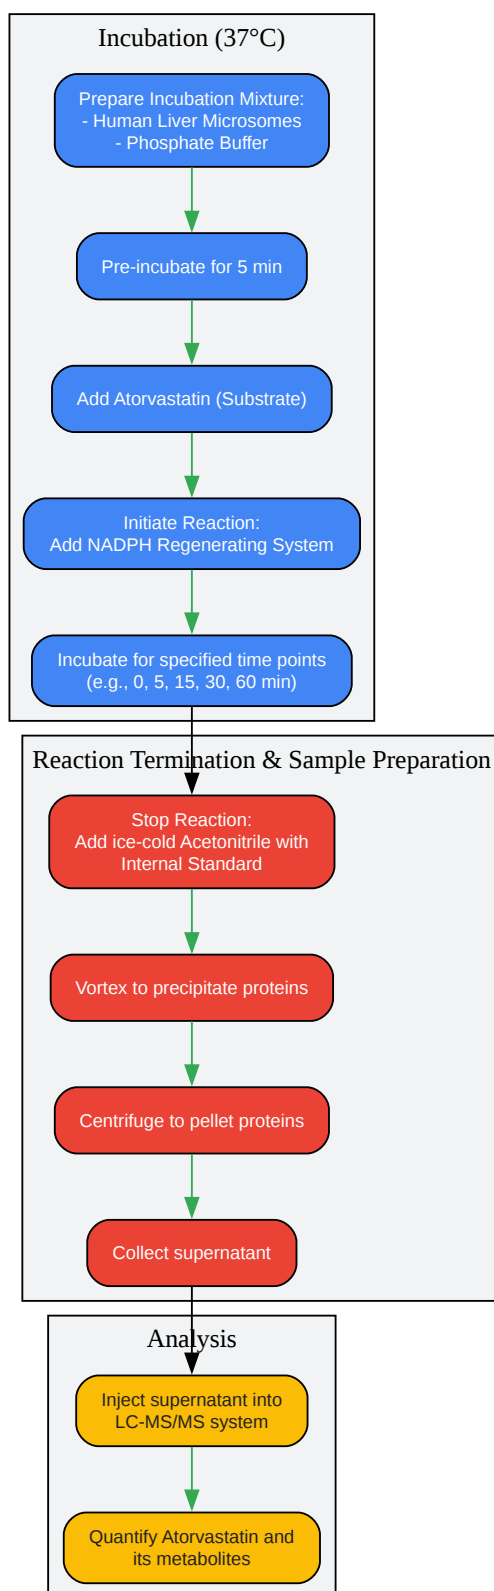 Incubation (37°C)
Prepare Incubation Mixture:
- Human Liver Microsomes
- Phosphate Buffer
Pre-incubate for 5 min
Add Atorvastatin (Substrate)
Initiate Reaction:
Add NADPH Regenerating System
Incubate for specified time points
(e.g., 0, 5, 15, 30, 60 min)
Reaction Termination & Sample Preparation
Stop Reaction:
Add ice-cold Acetonitrile with
Internal Standard
Vortex to precipitate proteins
Centrifuge to pellet proteins
Collect supernatant
Analysis
Inject supernatant into
LC-MS/MS system
Quantify Atorvastatin and
its metabolites